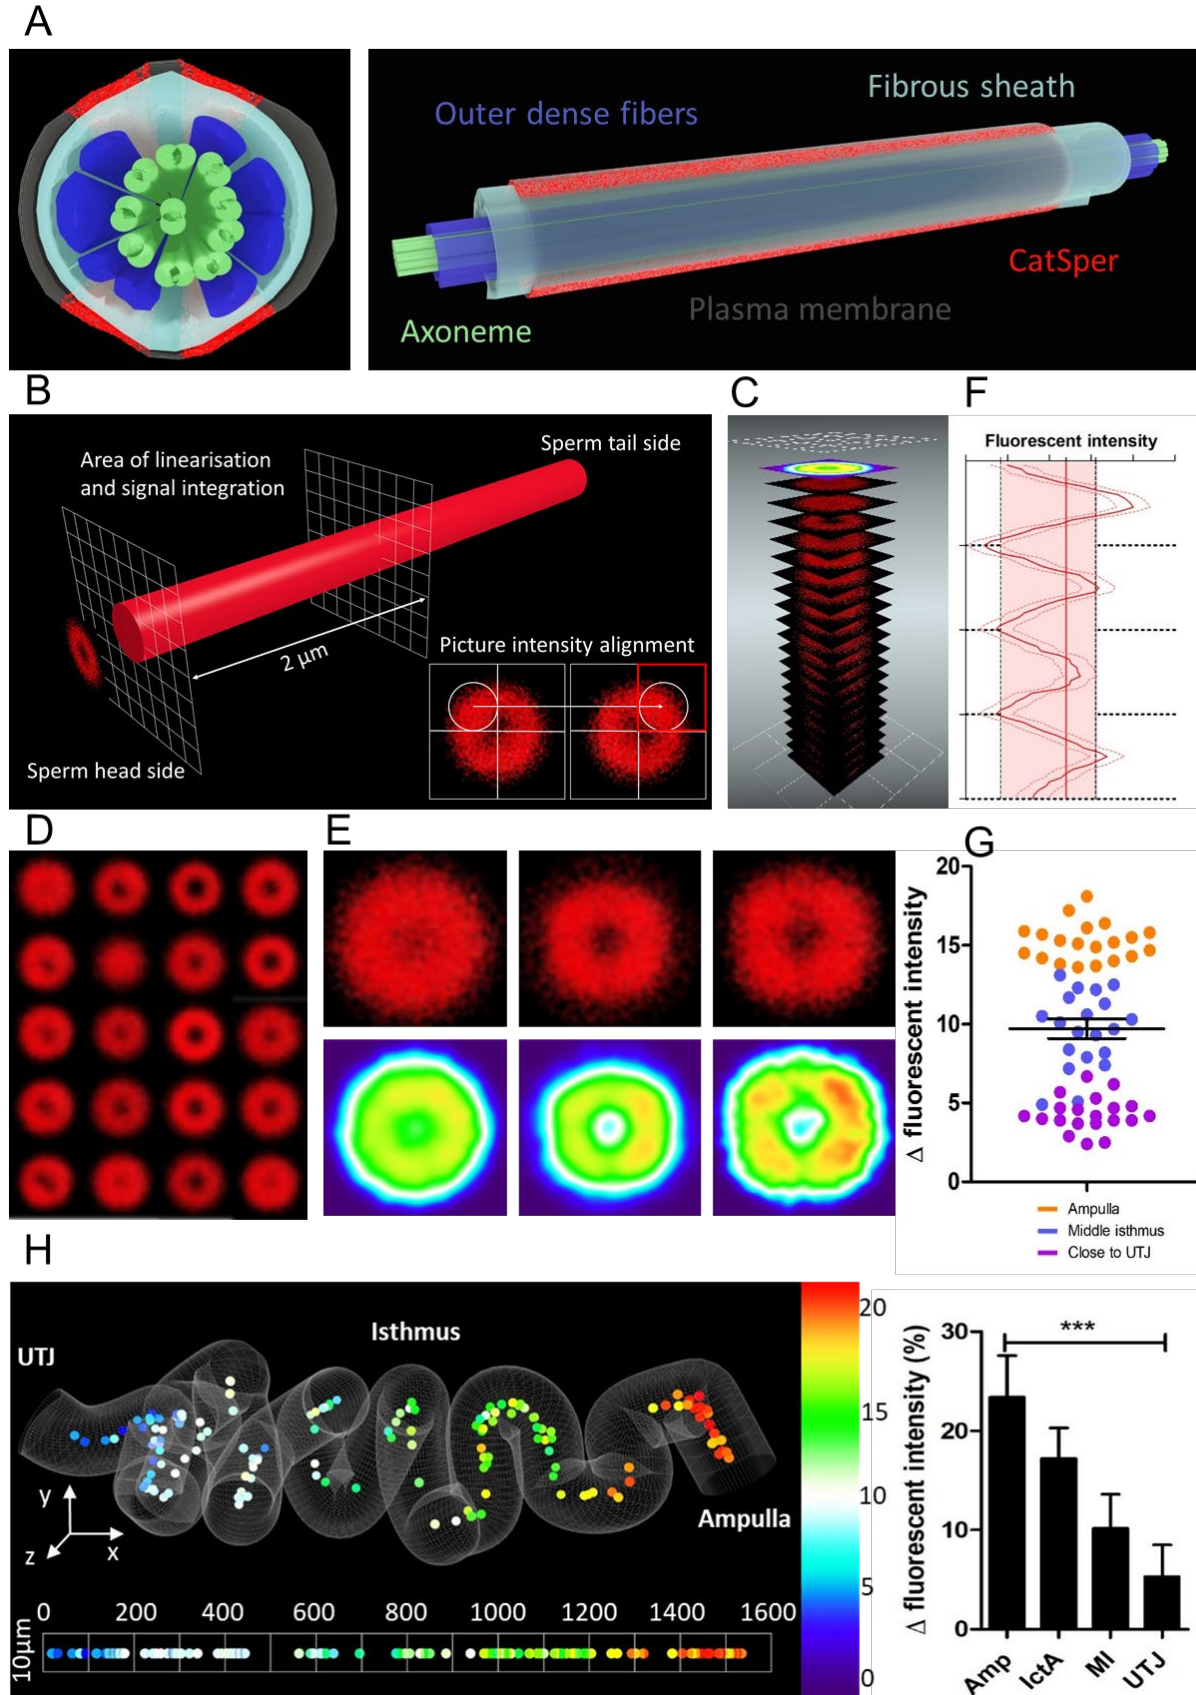 A
Outer dense fibers
Fibrous sheath
CatSper
Plasma membrane
Axoneme
B
Area of linearisation
and signal integration
Sperm tail side
2 µm
Picture intensity alignment
Sperm head side
C
F
Fluorescent intensity
D
E
G
Δ fluorescent intensity
20
15
10
5
0
Ampulla
Middle isthmus
Close to UTJ
H
UTJ
Isthmus
Ampulla
y
z
x
20
15
10
5
0
0 200 400 600 800 1000 1200 1400 1600
10µm
Δ fluorescent intensity (%)
30
20
10
0
***
Amp
IctA
MI
UTJ